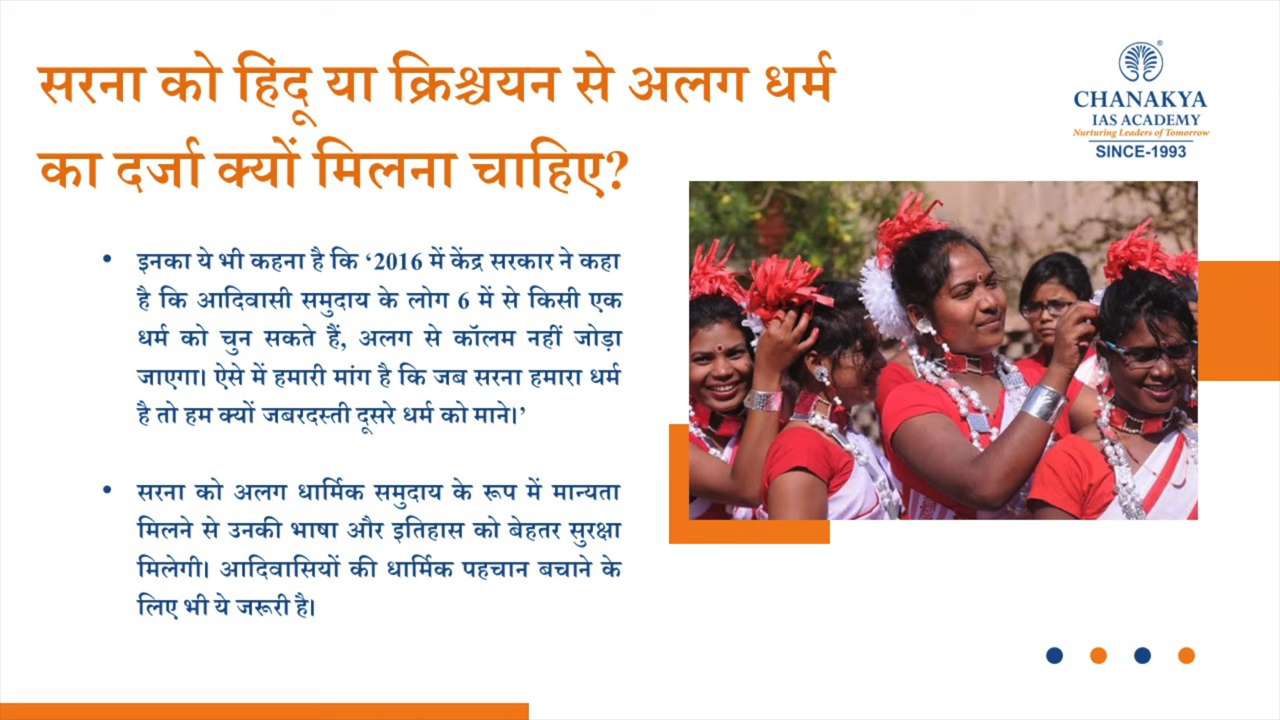 सरना को हिंदू या क्रिश्चयन से अलग धर्म
का दर्जा क्यों मिलना चाहिए?
CHANAKYA
IAS ACADEMY
Nurturing Leaders of Tomorrow
SINCE-1993
• इनका ये भी कहना है कि ‘2016 में केंद्र सरकार ने कहा
है कि आदिवासी समुदाय के लोग 6 में से किसी एक
धर्म को चुन सकते हैं, अलग से कॉलम नहीं जोड़ा
जाएगा। ऐसे में हमारी मांग है कि जब सरना हमारा धर्म
है तो हम क्यों जबरदस्ती दूसरे धर्म को माने।’
• सरना को अलग धार्मिक समुदाय के रूप में मान्यता
मिलने से उनकी भाषा और इतिहास को बेहतर सुरक्षा
मिलेगी। आदिवासियों की धार्मिक पहचान बचाने के
लिए भी ये जरूरी है।